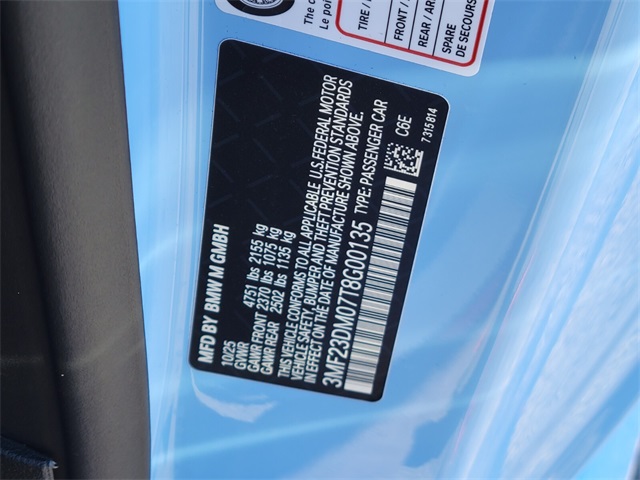 The c
Le poi
TIRE /
FRONT /
REAR / AR
SPARE
DE SECOURS
MFD BY BMW M GMBH
10/25
GVWR 4751 lbs 2155 kg
GAWR FRONT 2370 lbs 1075 kg
GAWR REAR 2502 lbs 1135 kg
THIS VEHICLE CONFORMS TO ALL APPLICABLE U.S. FEDERAL MOTOR
VEHICLE SAFETY, BUMPER AND THEFT PREVENTION STANDARDS
IN EFFECT ON THE DATE OF MANUFACTURE SHOWN ABOVE.
3MF23DM07T8G00135 TYPE: PASSENGER CAR
C6E
7 315 814